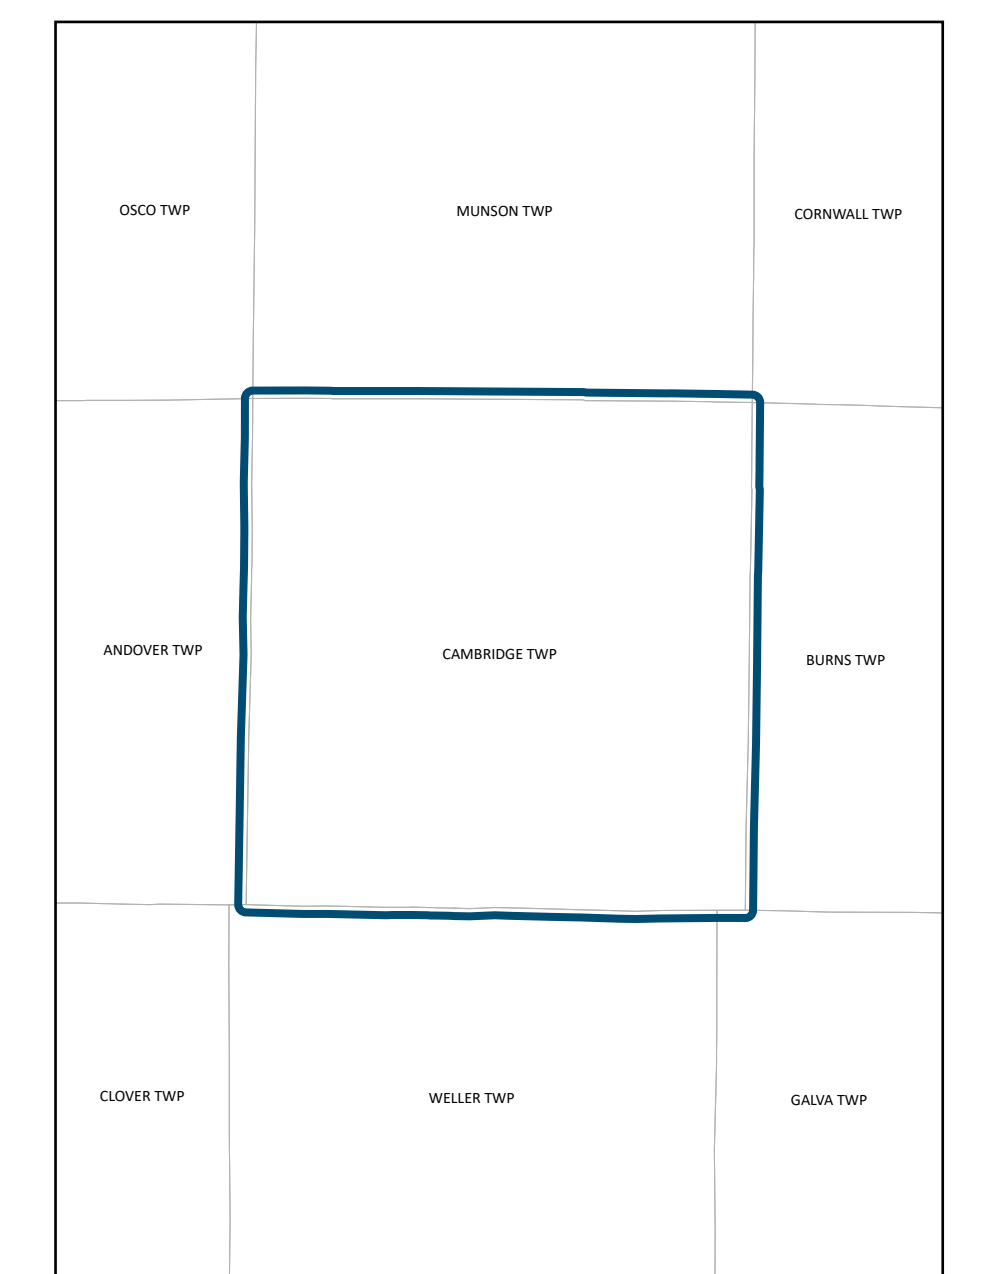 OSCO TWP
MUNSON TWP
CORNWALL TWP
ANDOVER TWP
CAMBRIDGE TWP
BURNS TWP
CLOVER TWP
WELLER TWP
GALVA TWP